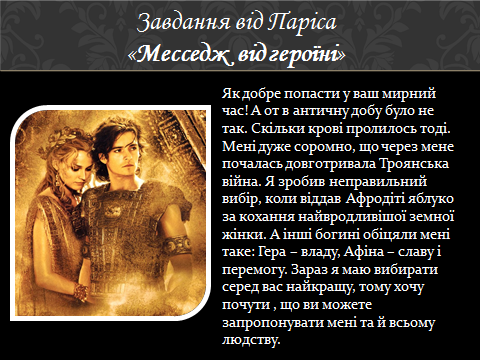 Завдання від Паріса
«Месседж від героїні»
Як добре попасти у ваш мирний
час! А от в античну добу було не
так. Скільки крові пролилось тоді.
Мені дуже соромно, що через мене
почалась довготривала Троянська
війна. Я зробив неправильний
вибір, коли віддав Афродіті яблуко
за кохання найвродливішої земної
жінки. А інші богині обіцяли мені
таке: Гера – владу, Афіна – славу і
перемогу. Зараз я маю вибирати
серед вас найкращу, тому хочу
почути , що ви можете
запропонувати мені та й всьому
людству.